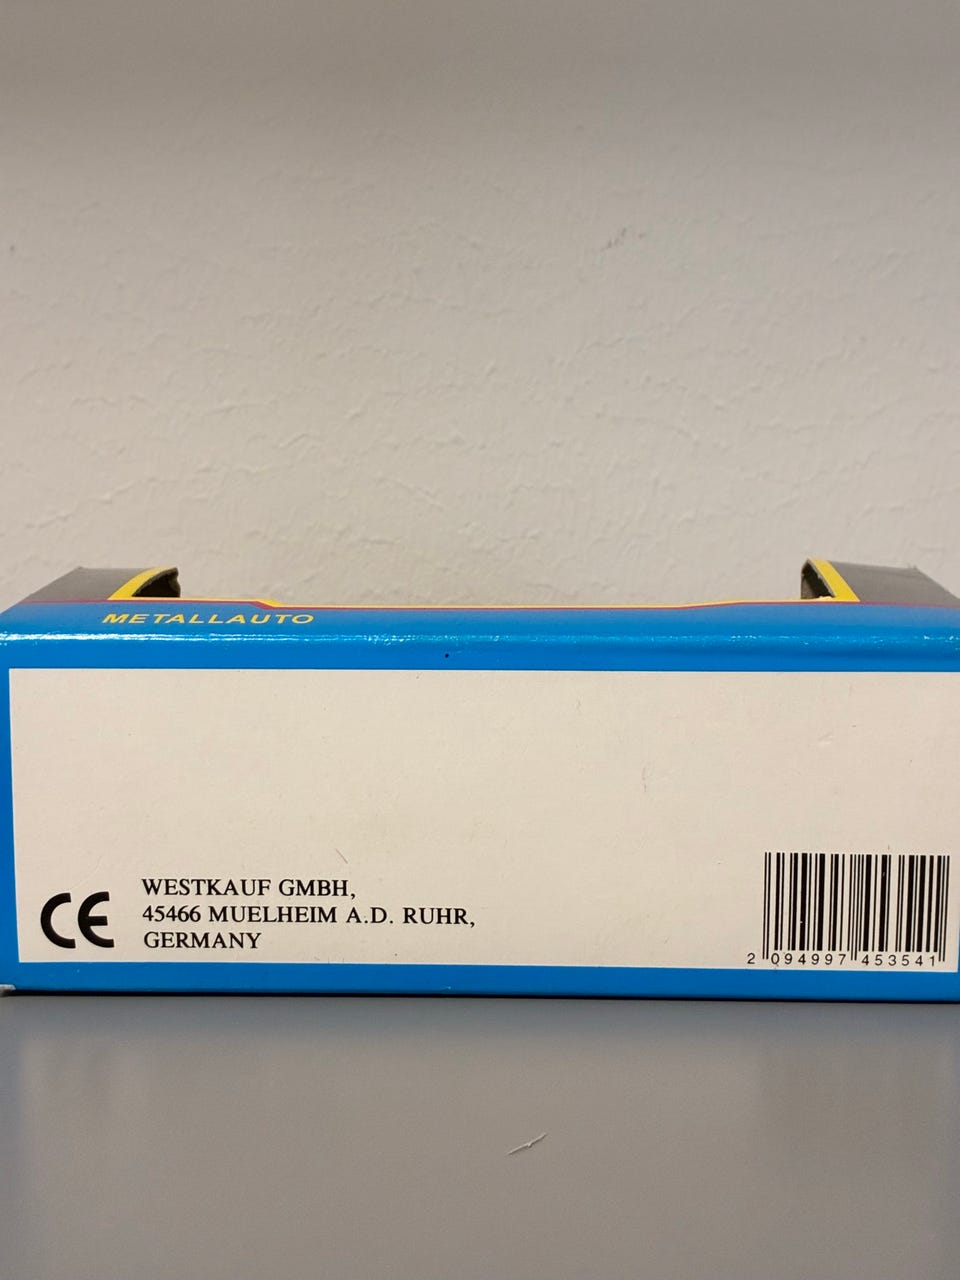 METALLAUTO
CE
WESTKAUF GMBH,
45466 MUELHEIM A.D. RUHR,
GERMANY
2 094997 453541